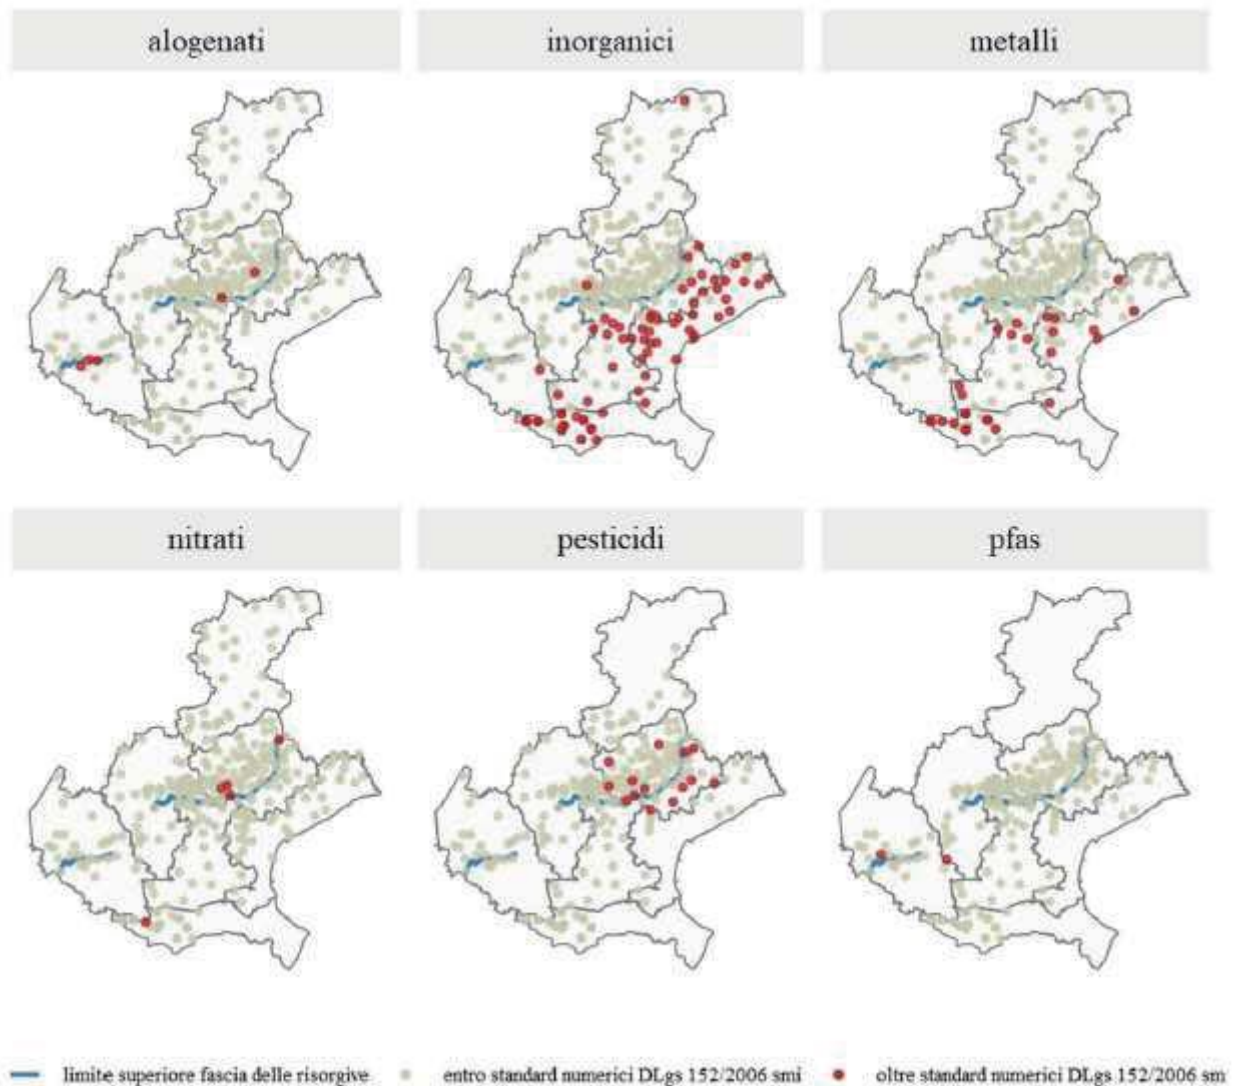 alogenati
inorganici
metalli
nitrati
pesticidi
pfas
limite superiore fascia delle risorgive
entro standard numerici DLgs 152/2006 smi
oltre standard numerici DLgs 152/2006 sm